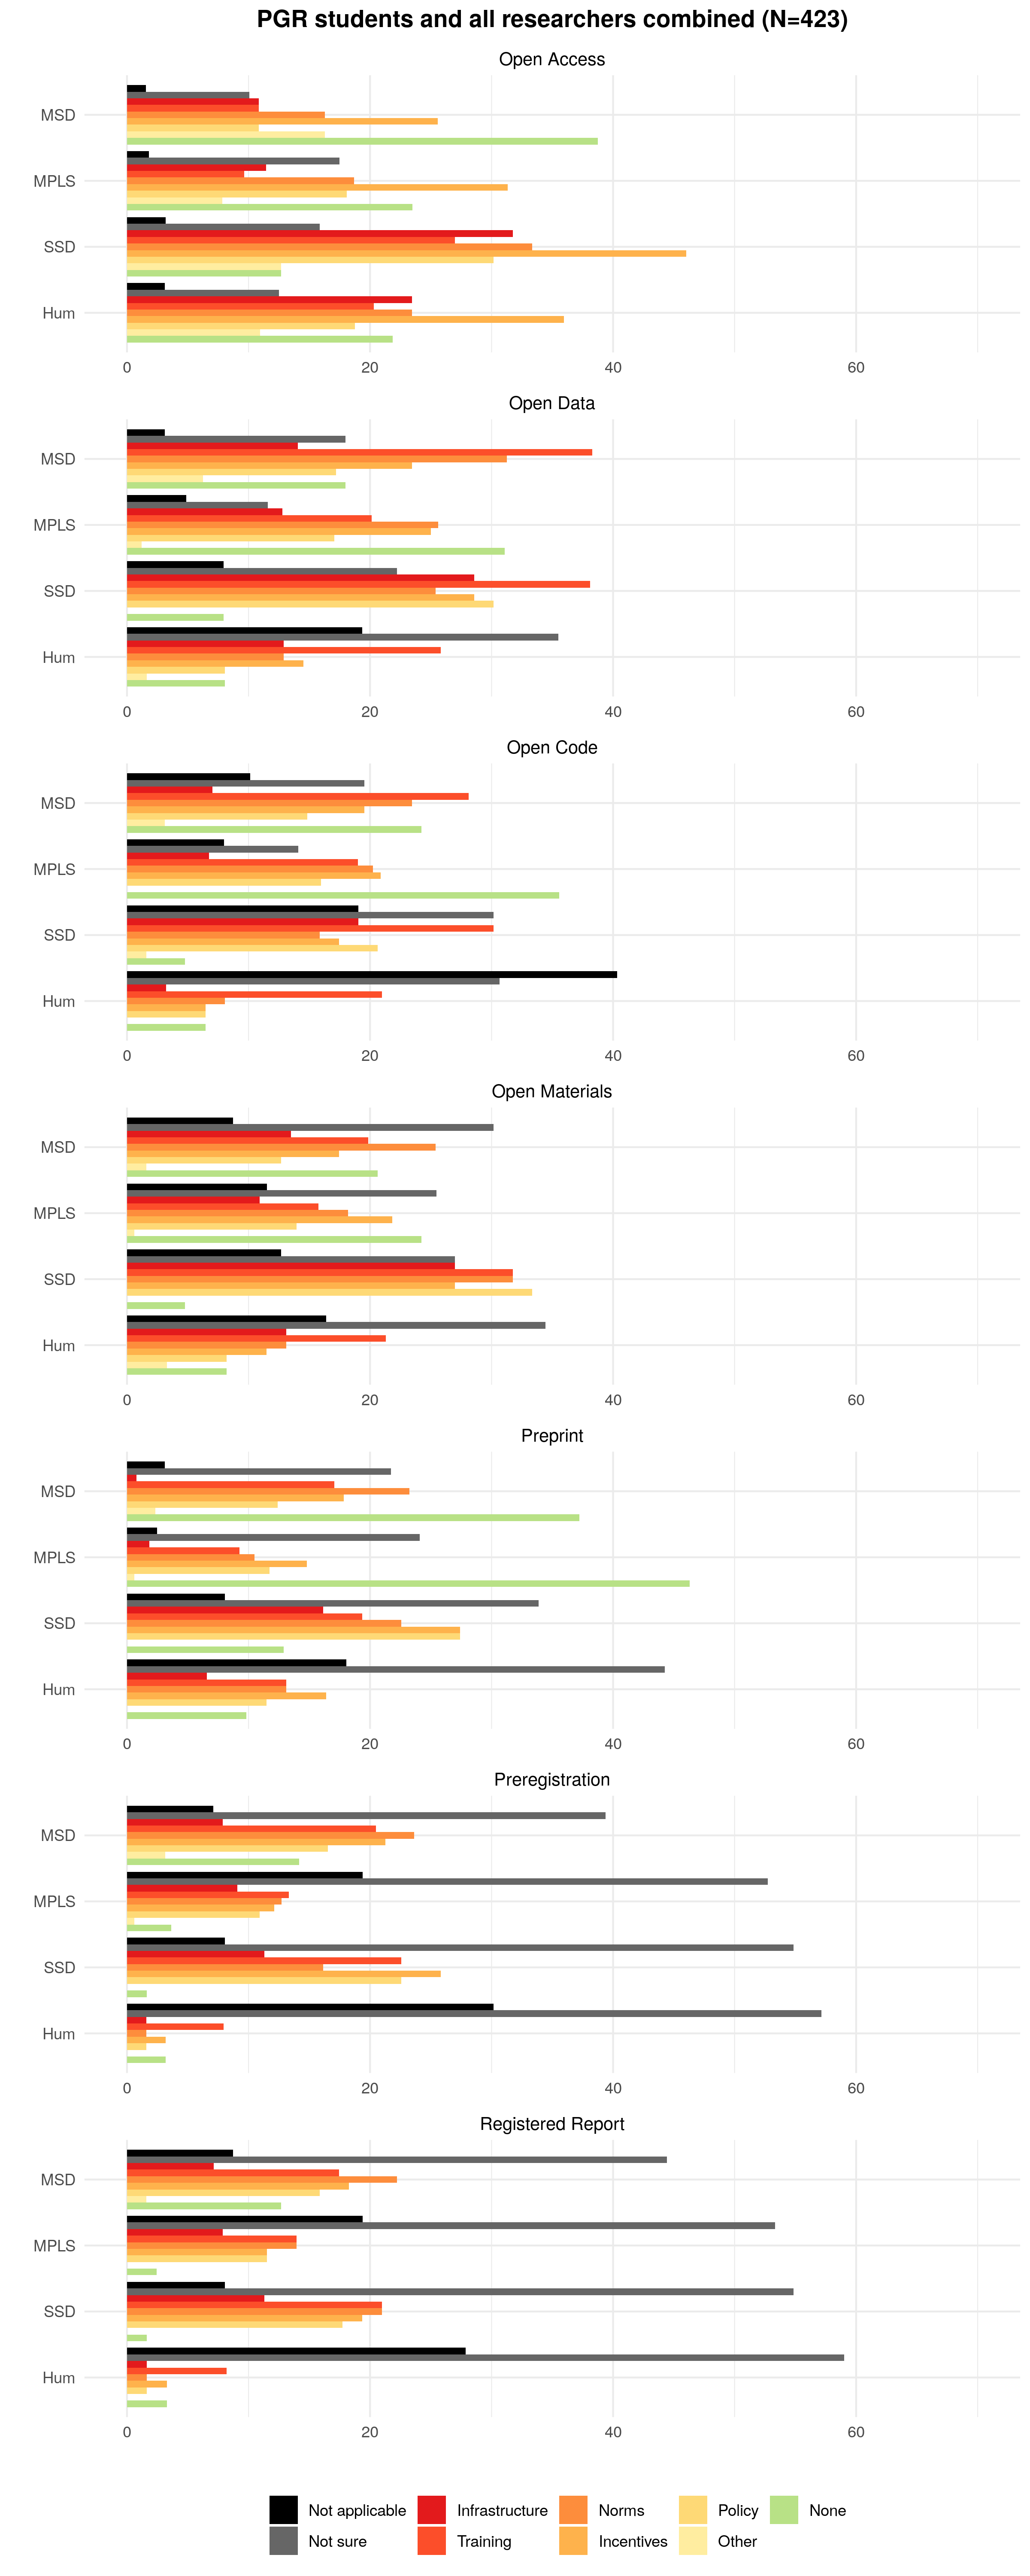 PGR students and all researchers combined (N=423)
Open Access
MSD
MPLS
SSD
Hum
0 20 40 60
Open Data
MSD
MPLS
SSD
Hum
0 20 40 60
Open Code
MSD
MPLS
SSD
Hum
0 20 40 60
Open Materials
MSD
MPLS
SSD
Hum
0 20 40 60
Preprint
MSD
MPLS
SSD
Hum
0 20 40 60
Preregistration
MSD
MPLS
SSD
Hum
0 20 40 60
Registered Report
MSD
MPLS
SSD
Hum
0 20 40 60
Not applicable Infrastructure Norms Policy None
Not sure Training Incentives Other